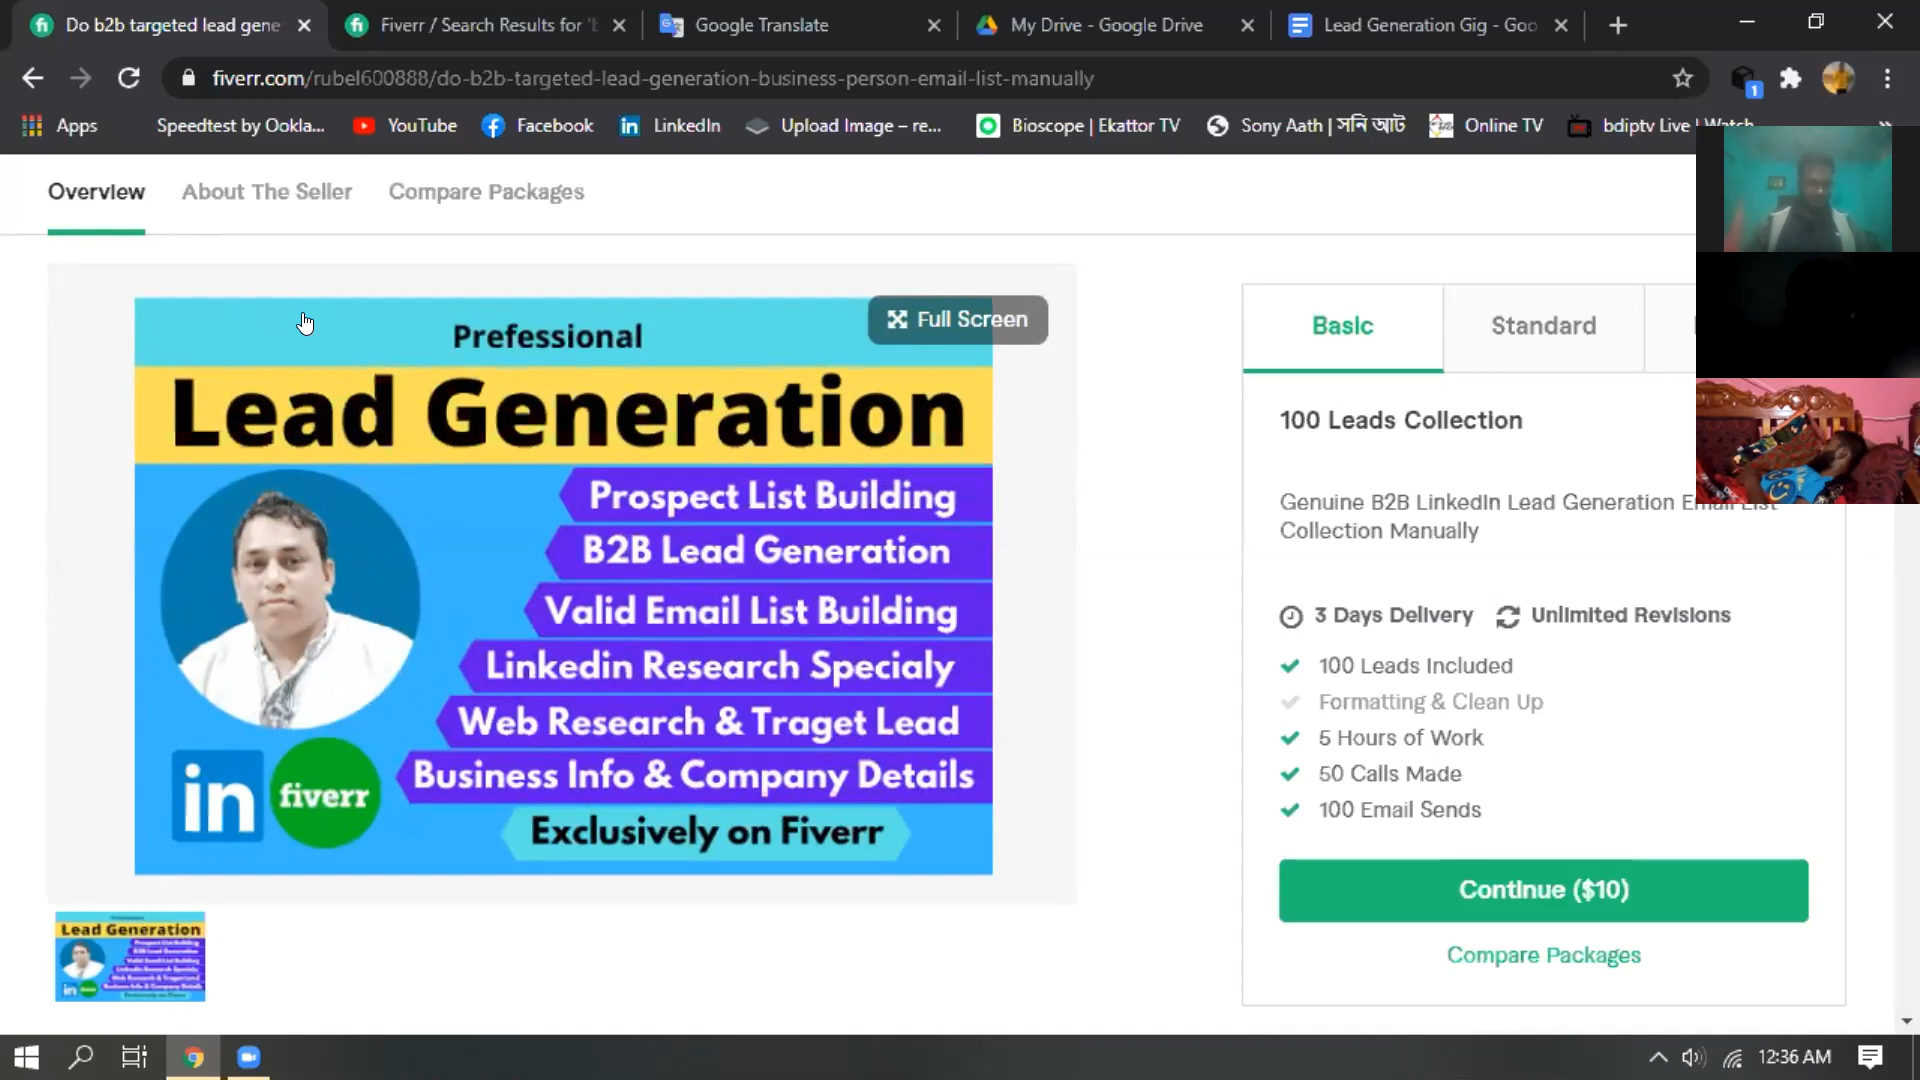 Do b2b targeted lead gene
Fiverr / Search Results for
Google Translate
My Drive - Google Drive
Lead Generation Gig - Goo
fiverr.com/rubel600888/do-b2b-targeted-lead-generation-business-person-email-list-manually
1
Apps
Speedtest by Ookla...
YouTube
Facebook
LinkedIn
Upload Image – re...
Bioscope | Ekattor TV
Sony Aath | সনি আট
Online TV
bdiptv Live | Watch
Overview
About The Seller
Compare Packages
Prefessional
Full Screen
Lead Generation
Prospect List Building
B2B Lead Generation
Valid Email List Building
Linkedin Research Specialy
Web Research & Traget Lead
Business Info & Company Details
in
fiverr
Exclusively on Fiverr
Lead Generation
Basic
Standard
100 Leads Collection
Genuine B2B LinkedIn Lead Generation Email List
Collection Manually
3 Days Delivery
Unlimited Revisions
100 Leads Included
Formatting & Clean Up
5 Hours of Work
50 Calls Made
100 Email Sends
Continue ($10)
Compare Packages
12:36 AM